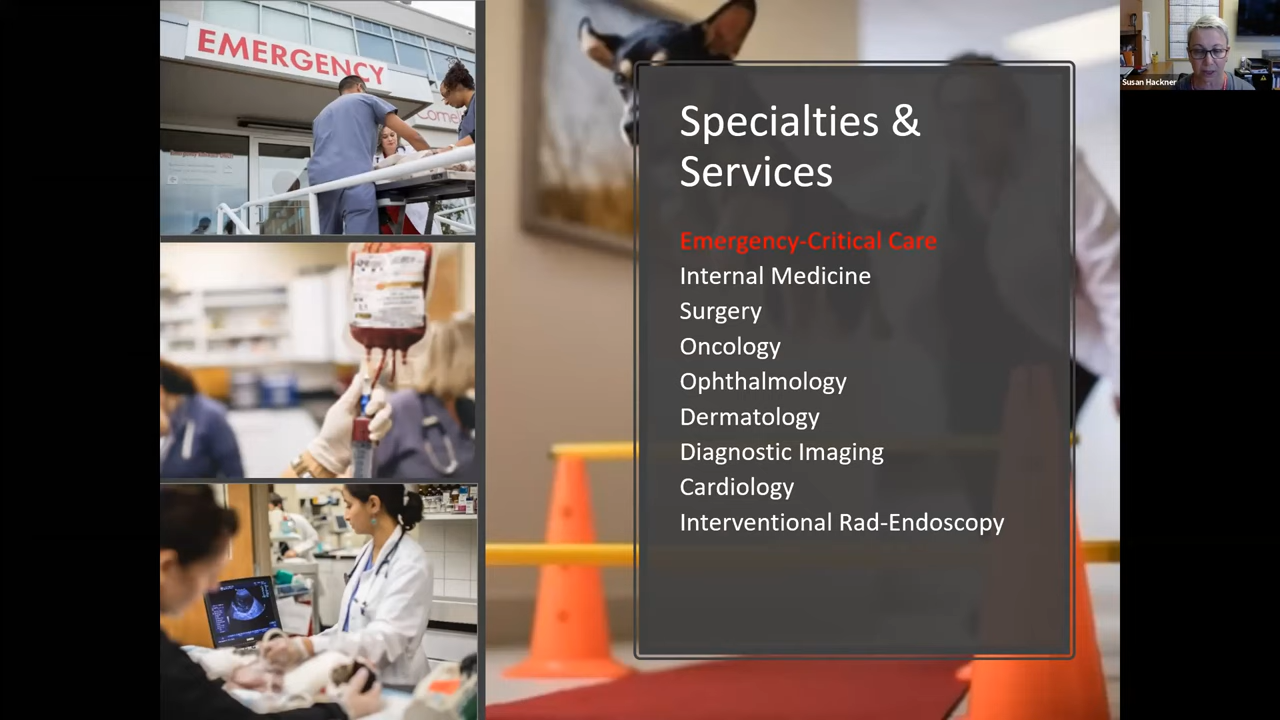 EMERGENCY
Cornel
Specialties &
Services
Emergency-Critical Care
Internal Medicine
Surgery
Oncology
Ophthalmology
Dermatology
Diagnostic Imaging
Cardiology
Interventional Rad-Endoscopy
Susan Hackner